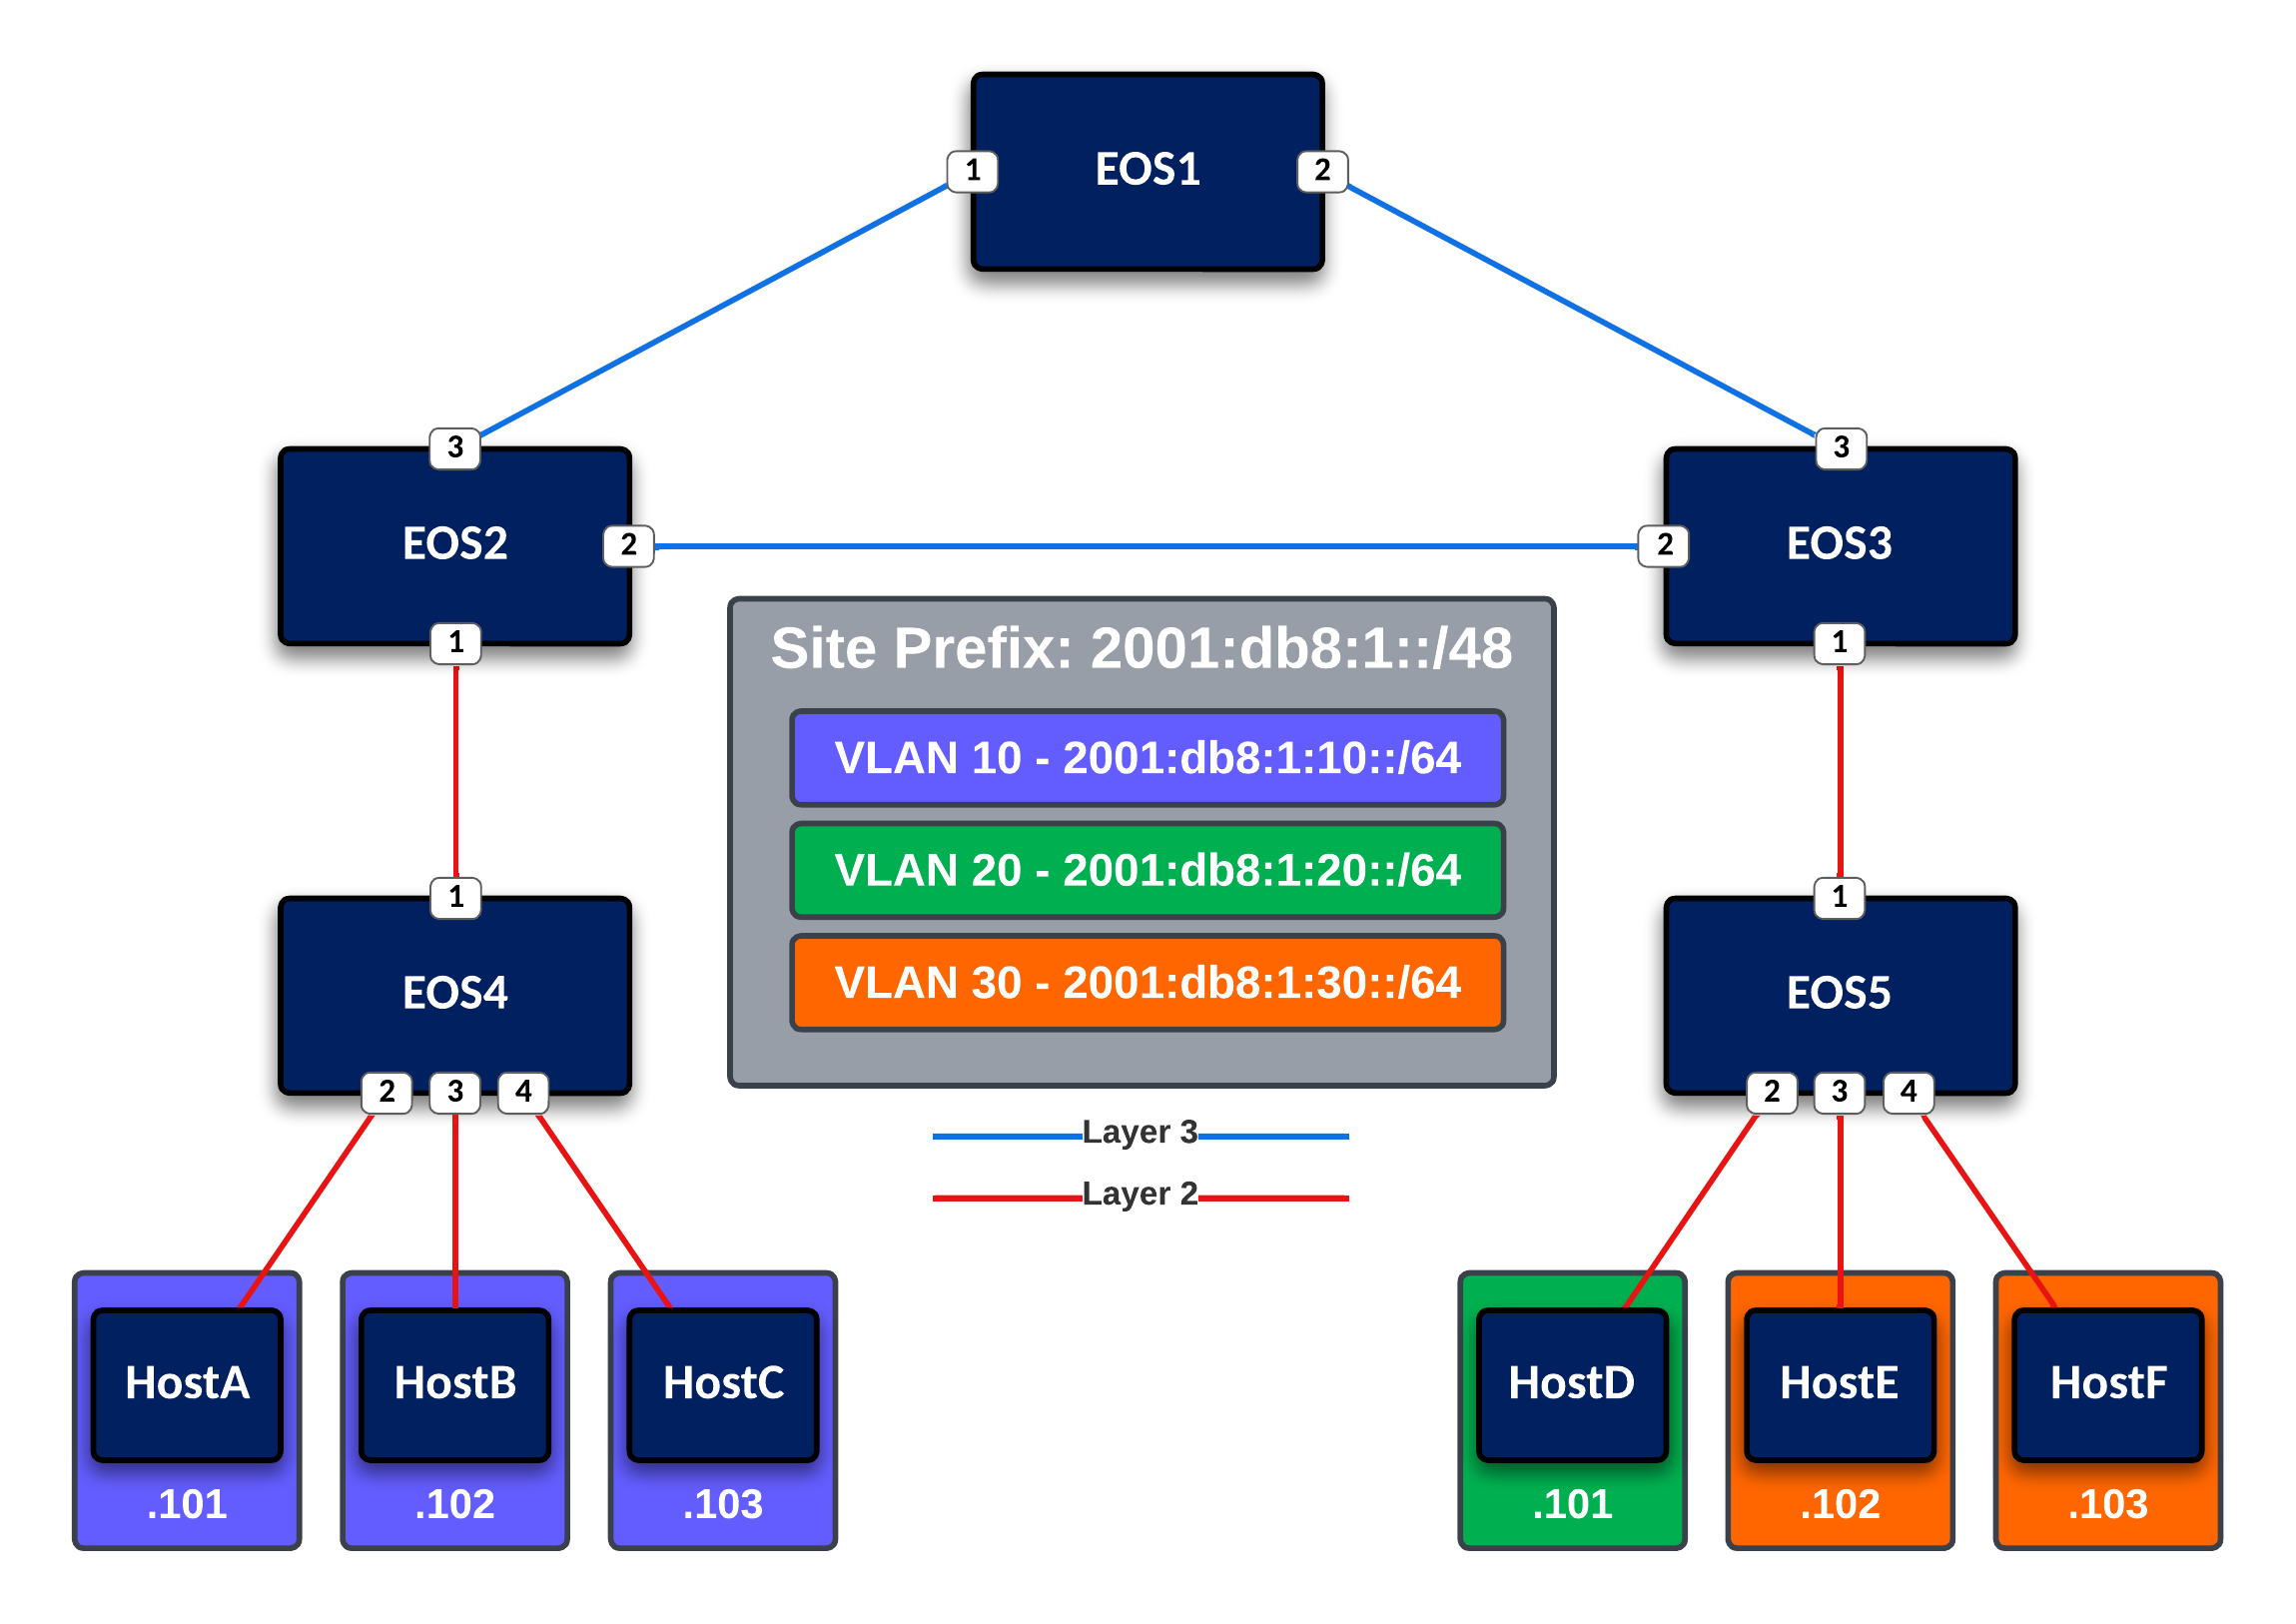 EOS1
1
2
3
EOS2
2
1
3
EOS3
2
1
Site Prefix: 2001:db8:1::/48
VLAN 10 - 2001:db8:1:10::/64
VLAN 20 - 2001:db8:1:20::/64
VLAN 30 - 2001:db8:1:30::/64
1
EOS4
2
3
4
1
EOS5
2
3
4
Layer 3
Layer 2
HostA
.101
HostB
.102
HostC
.103
HostD
.101
HostE
.102
HostF
.103